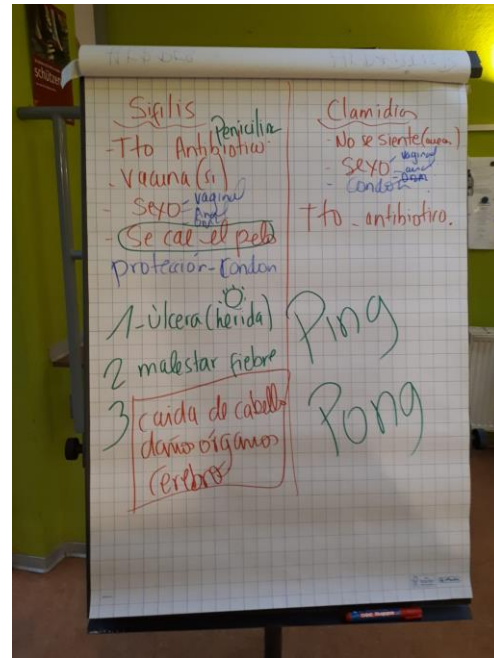 schützen
Sifilis
Penicilina
- Tto Antibiotico
- Vacuna (si)
- Sexo - vaginal
Anal
- Se cae el pelo
protección - Condon
1 - Úlcera (herida)
2 malestar fiebre
3 caida de cabello
daños órganos
Cerebro
Clamidia
- No se siente
- Sexo - vaginal
anal
- Condon
Tto - antibiotico.
Ping
Pong